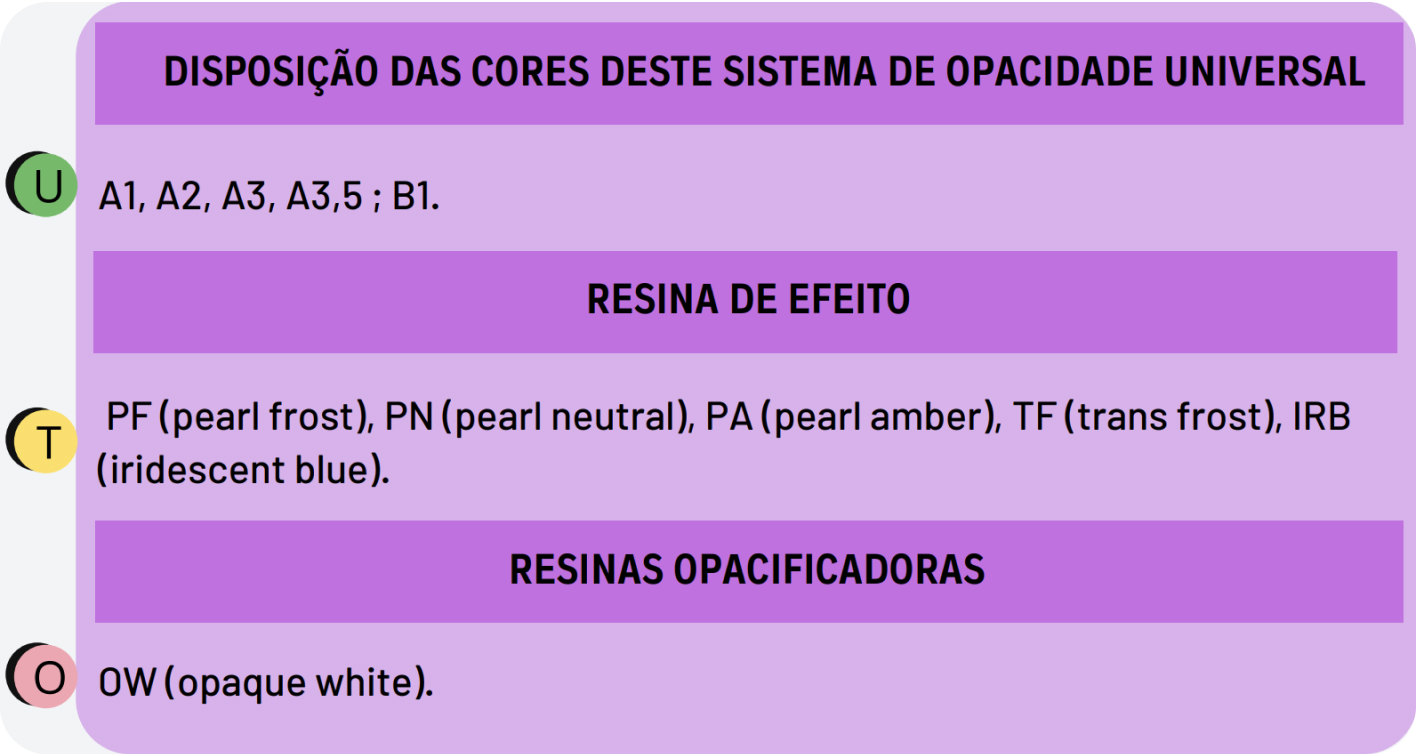 DISPOSIÇÃO DAS CORES DESTE SISTEMA DE OPACIDADE UNIVERSAL
U
A1, A2, A3, A3,5 ; B1.
RESINA DE EFEITO
PF (pearl frost), PN (pearl neutral), PA (pearl amber), TF (trans frost), IRB
T
(iridescent blue).
RESINAS OPACIFICADORAS
O
OW (opaque white).